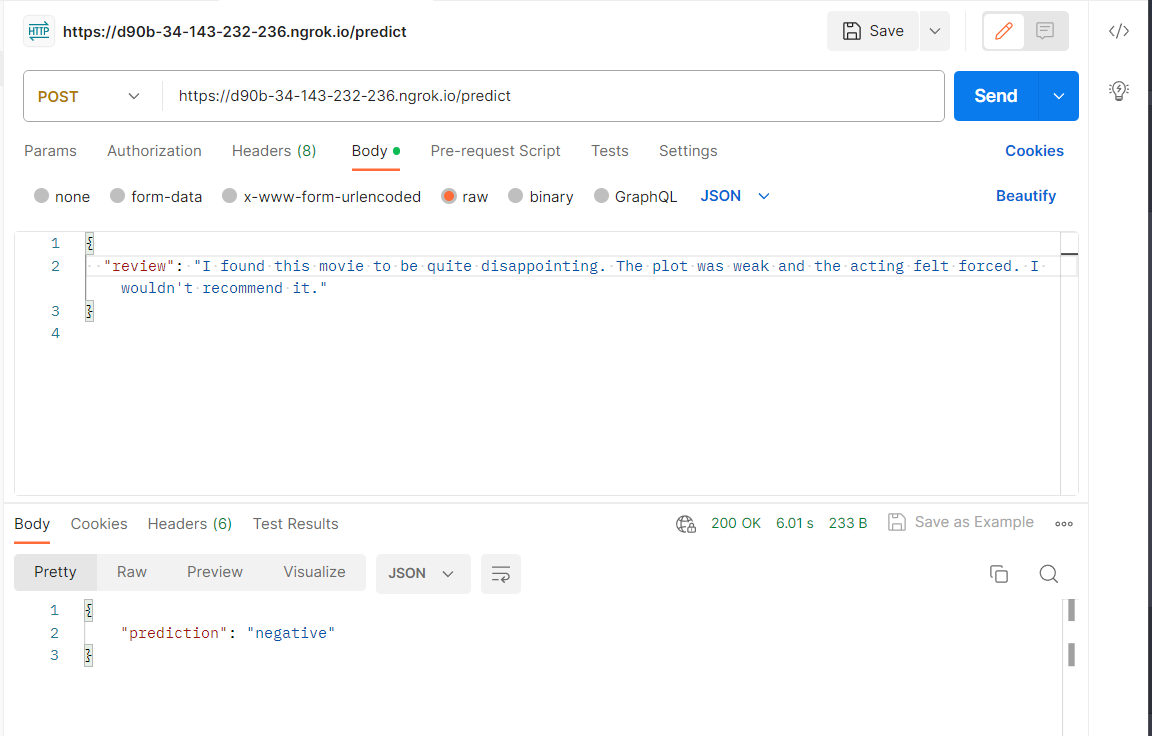 HTTP https://d90b-34-143-232-236.ngrok.io/predict Save
POST https://d90b-34-143-232-236.ngrok.io/predict Send
Params Authorization Headers (8) Body Pre-request Script Tests Settings Cookies
none form-data x-www-form-urlencoded raw binary GraphQL JSON Beautify
1 {
2 "review": "I found this movie to be quite disappointing. The plot was weak and the acting felt forced. I
wouldn't recommend it."
3 }
4
Body Cookies Headers (6) Test Results 200 OK 6.01 s 233 B Save as Example
Pretty Raw Preview Visualize JSON
1 {
2 "prediction": "negative"
3 }